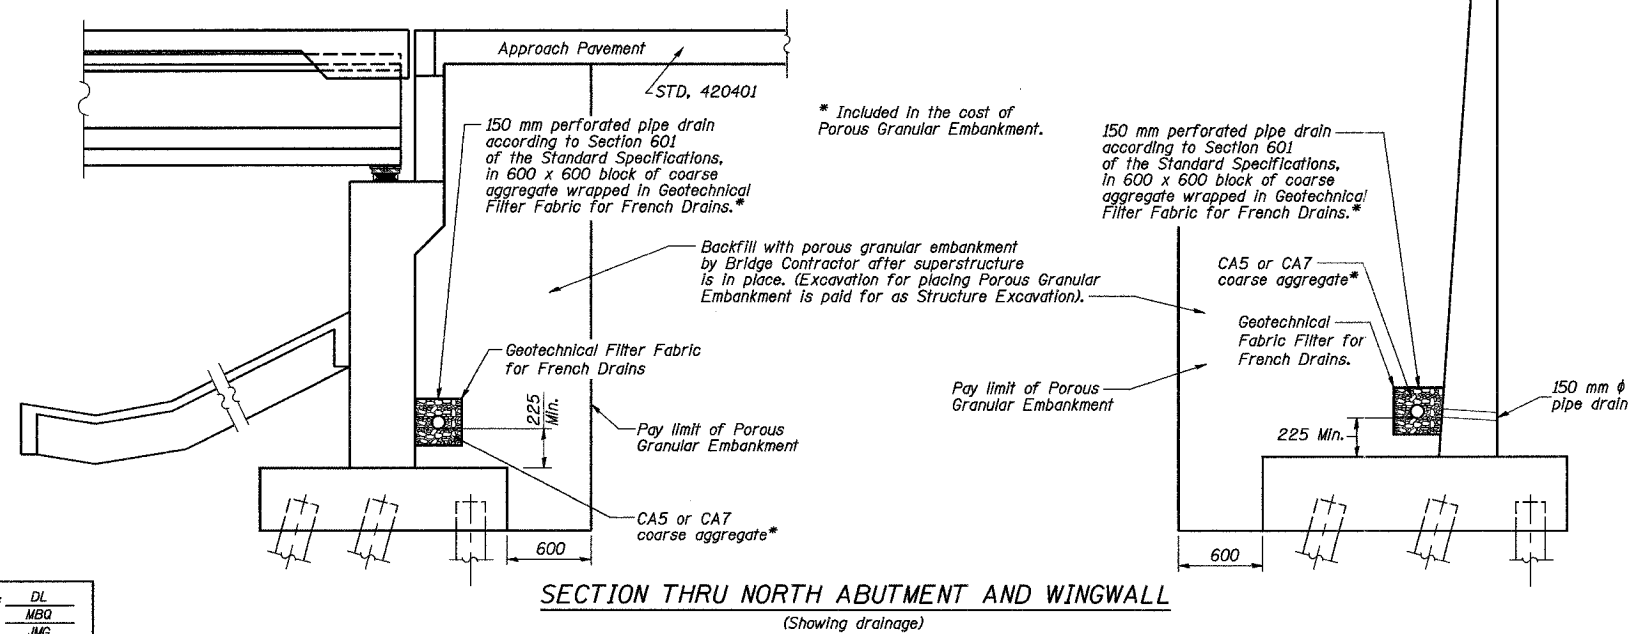 Approach Pavement
STD. 420401
150 mm perforated pipe drain
according to Section 601
of the Standard Specifications,
in 600 x 600 block of coarse
aggregate wrapped in Geotechnical
Filter Fabric for French Drains.*
* Included in the cost of
Porous Granular Embankment.
150 mm perforated pipe drain
according to Section 601
of the Standard Specifications,
in 600 x 600 block of coarse
aggregate wrapped in Geotechnical
Filter Fabric for French Drains.*
Backfill with porous granular embankment
by Bridge Contractor after superstructure
is in place. (Excavation for placing Porous Granular
Embankment is paid for as Structure Excavation).
CA5 or CA7
coarse aggregate*
Geotechnical
Fabric Filter for
French Drains.
Geotechnical Filter Fabric
for French Drains
225
Min.
Pay limit of Porous
Granular Embankment
Pay limit of Porous
Granular Embankment
150 mm ϕ
pipe drain
225 Min.
CA5 or CA7
coarse aggregate*
600
600
SECTION THRU NORTH ABUTMENT AND WINGWALL
(Showing drainage)
DL
MBQ
JMG